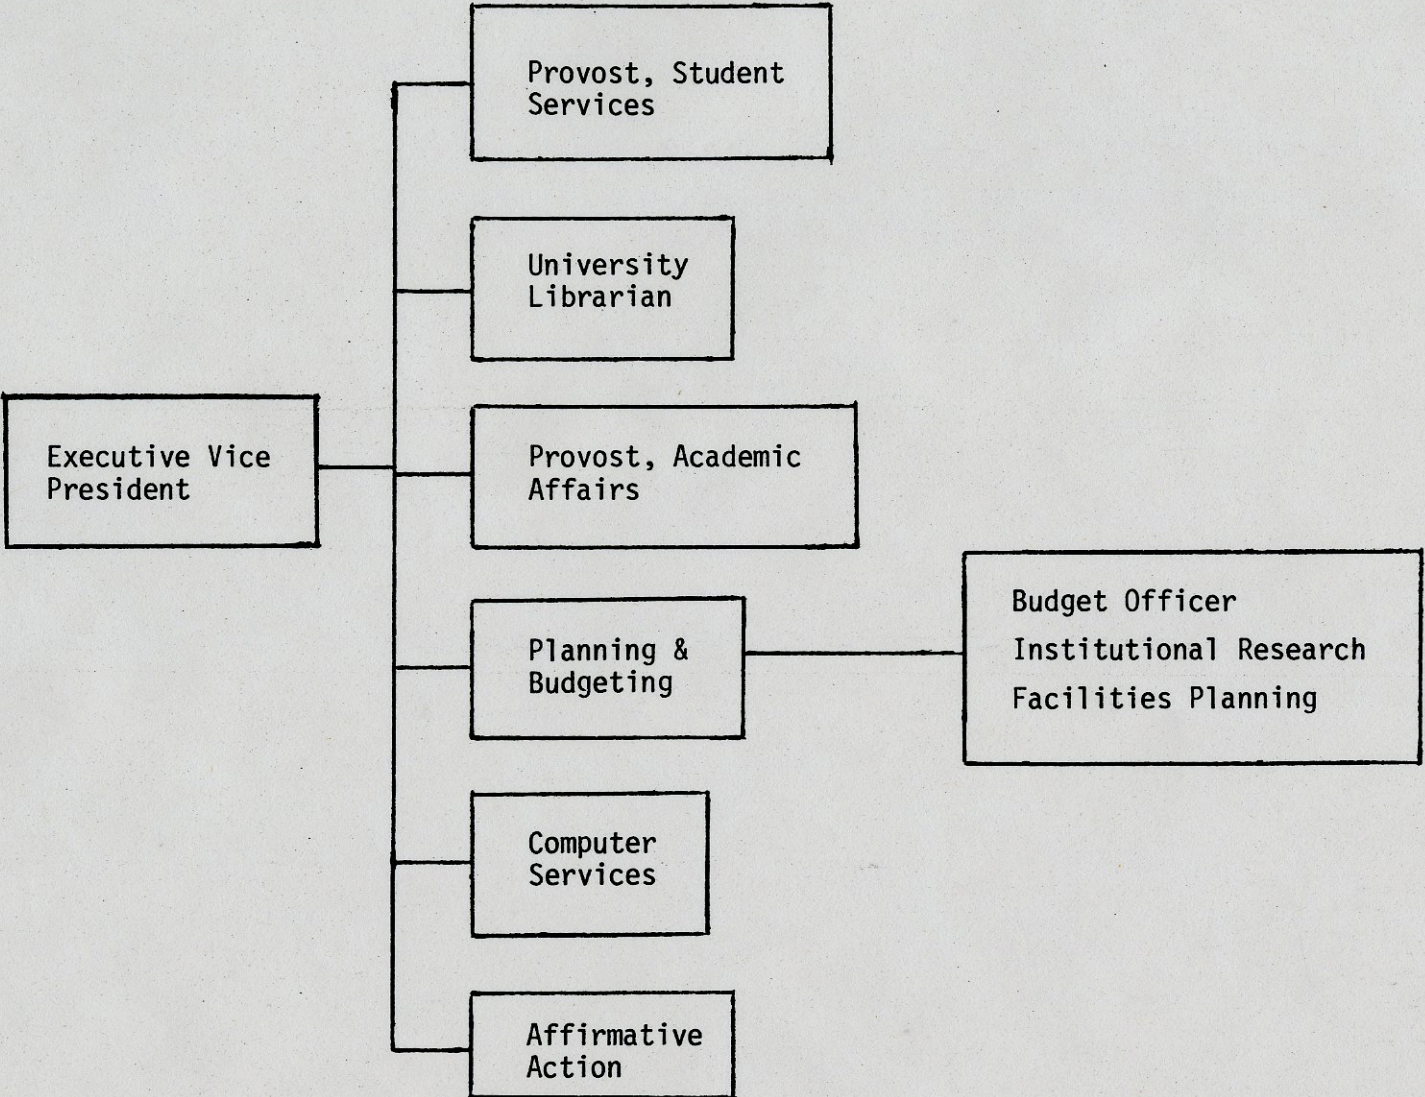 Provost, Student
Services
University
Librarian
Executive Vice
President
Provost, Academic
Affairs
Planning &
Budgeting
Budget Officer
Institutional Research
Facilities Planning
Computer
Services
Affirmative
Action